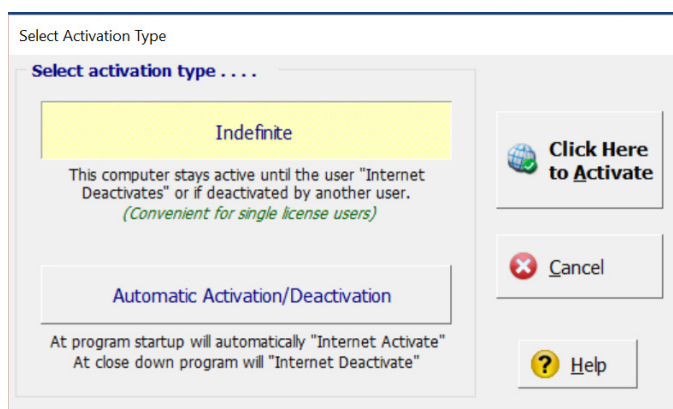 Select Activation Type
Select activation type . . . .
Indefinite
This computer stays active until the user "Internet
Deactivates" or if deactivated by another user.
(Convenient for single license users)
Automatic Activation/Deactivation
At program startup will automatically "Internet Activate"
At close down program will "Internet Deactivate"
Click Here
to Activate
Cancel
? Help